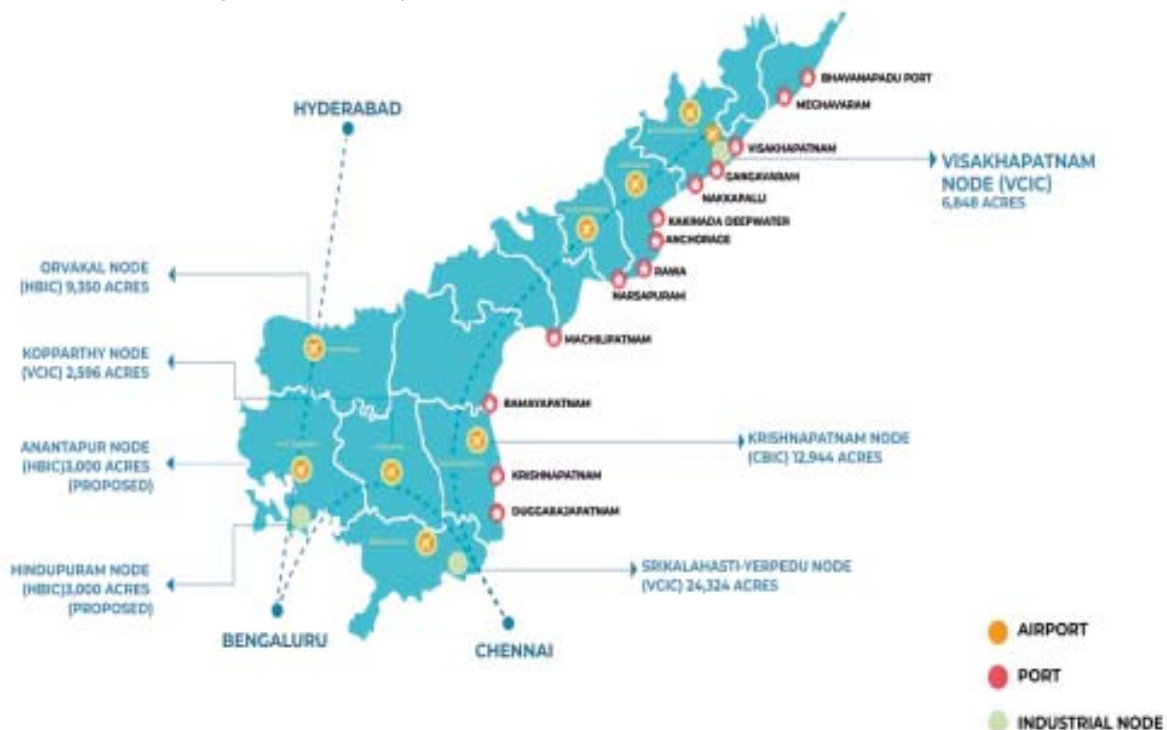 HYDERABAD
BHAVANAPADU PORT
MEGHAVARAM
VISAKHAPATNAM
GANGAVARAM
NAKKAPALLI
VISAKHAPATNAM
NODE (VCIC)
6,848 ACRES
KAKINADA DEEPWATER
ANCHORAGE
RAWA
NARSAPURAM
MACHILIPATNAM
ORVAKAL NODE
(HBIC) 9,350 ACRES
KOPPARTHY NODE
(VCIC) 2,596 ACRES
RAMAYAPATNAM
ANANTAPUR NODE
(HBIC)3,000 ACRES
(PROPOSED)
KRISHNAPATNAM NODE
(CBIC) 12,944 ACRES
KRISHNAPATNAM
DUGGARAJAPATNAM
HINDUPURAM NODE
(HBIC)3,000 ACRES
(PROPOSED)
SRIKALAHASTI-YERPEDU NODE
(VCIC) 24,324 ACRES
BENGALURU
CHENNAI
AIRPORT
PORT
INDUSTRIAL NODE